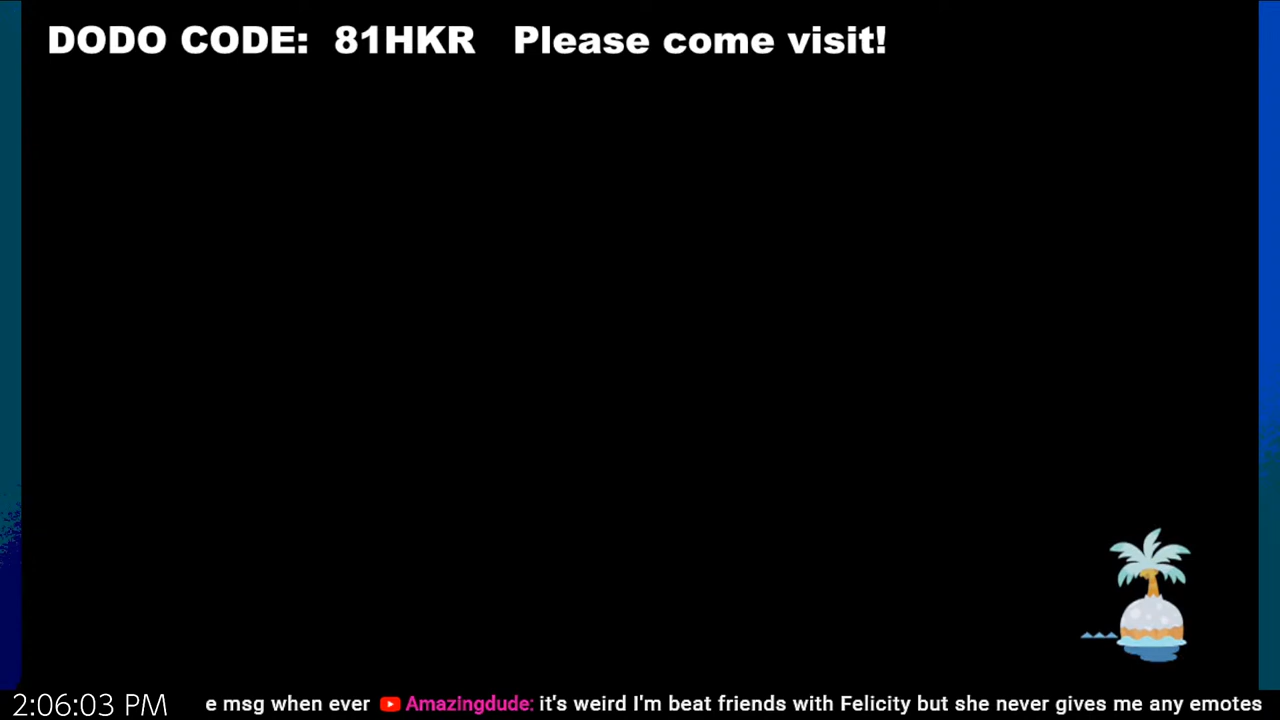 DODO CODE: 81HKR Please come visit!
2:06:03 PM e msg when ever Amazingdude: it's weird I'm beat friends with Felicity but she never gives me any emotes